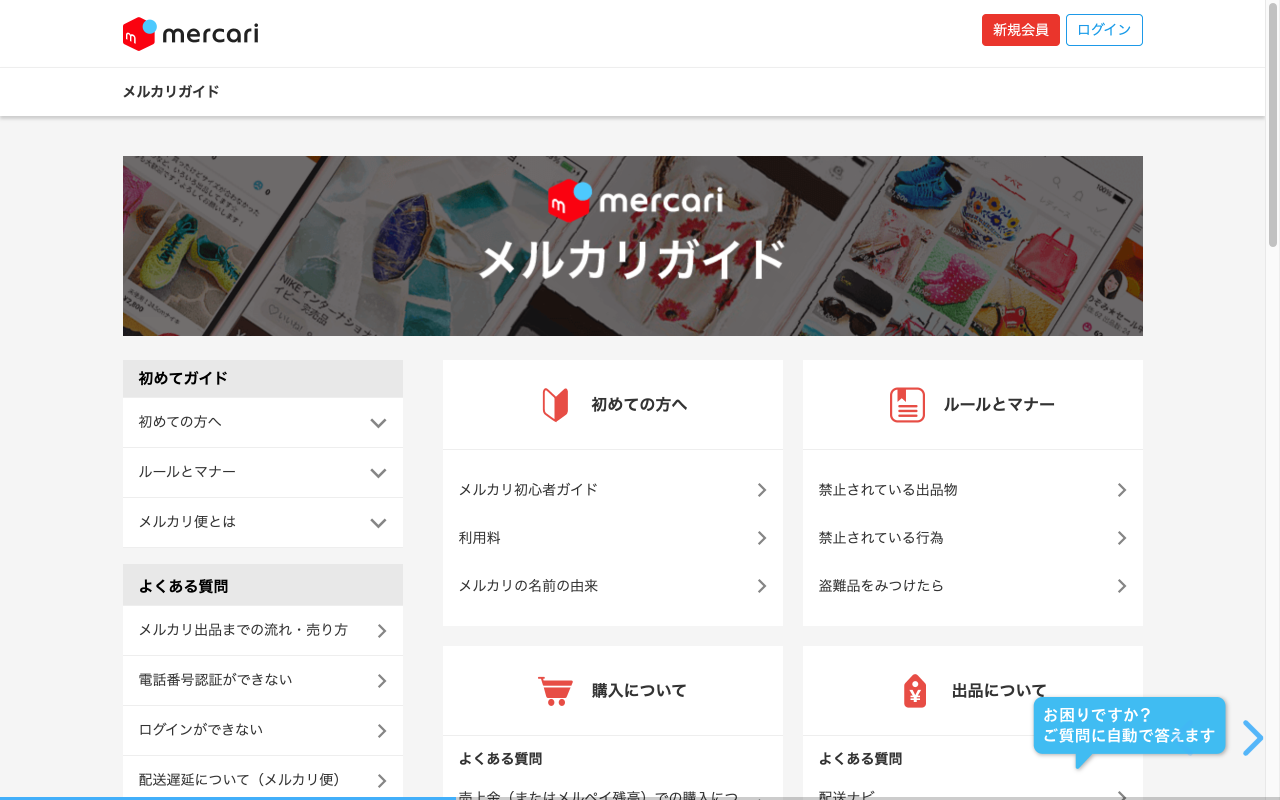 mercari
新規会員
ログイン
メルカリガイド
mercari
メルカリガイド
初めてガイド
初めての方へ
ルールとマナー
メルカリ便とは
よくある質問
メルカリ出品までの流れ・売り方
電話番号認証ができない
ログインができない
配送遅延について（メルカリ便）
初めての方へ
メルカリ初心者ガイド
利用料
メルカリの名前の由来
ルールとマナー
禁止されている出品物
禁止されている行為
盗難品をみつけたら
購入について
よくある質問
売上金（またはメルペイ残高）での購入につ
出品について
よくある質問
配送ナビ
お困りですか？
ご質問に自動で答えます